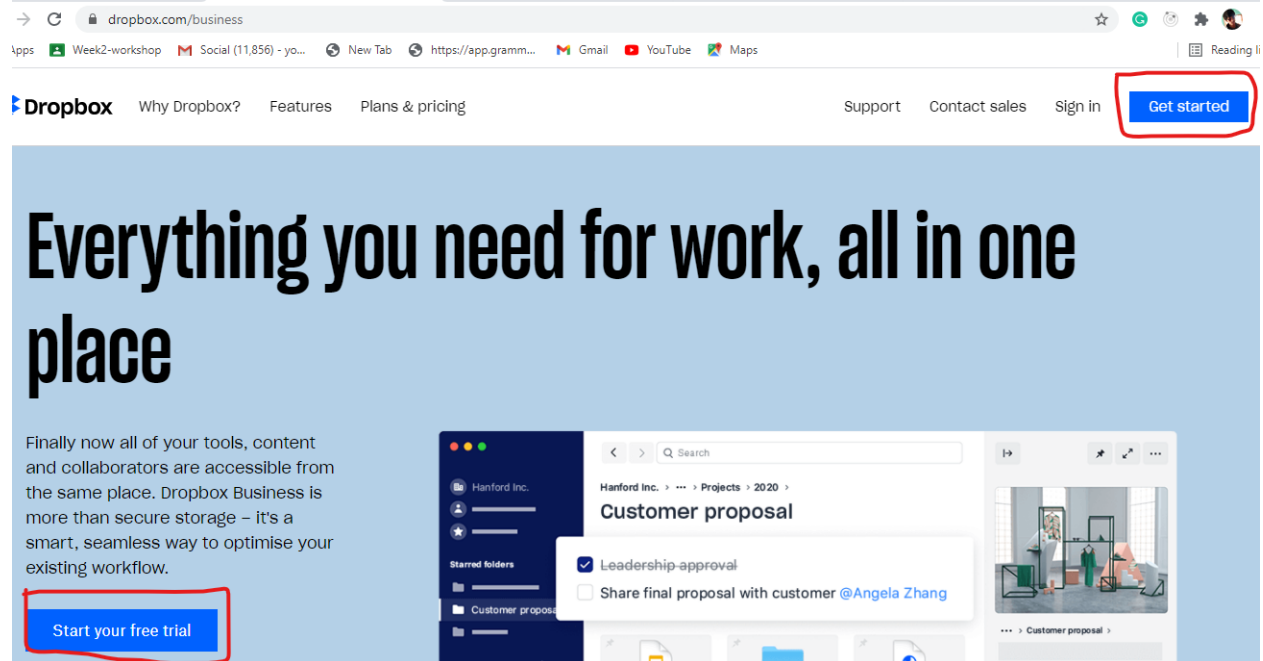 dropbox.com/business
Apps Week2-workshop Social (11,856) - yo... New Tab https://app.gramm... Gmail YouTube Maps Reading li
Dropbox Why Dropbox? Features Plans & pricing Support Contact sales Sign in Get started
Everything you need for work, all in one
place
Finally now all of your tools, content
and collaborators are accessible from
the same place. Dropbox Business is
more than secure storage – it's a
smart, seamless way to optimise your
existing workflow.
Start your free trial
Search
Hanford Inc.
Starred folders
Customer proposa
Hanford Inc. > ··· > Projects > 2020 >
Customer proposal
Leadership approval
Share final proposal with customer @Angela Zhang
··· > Customer proposal >